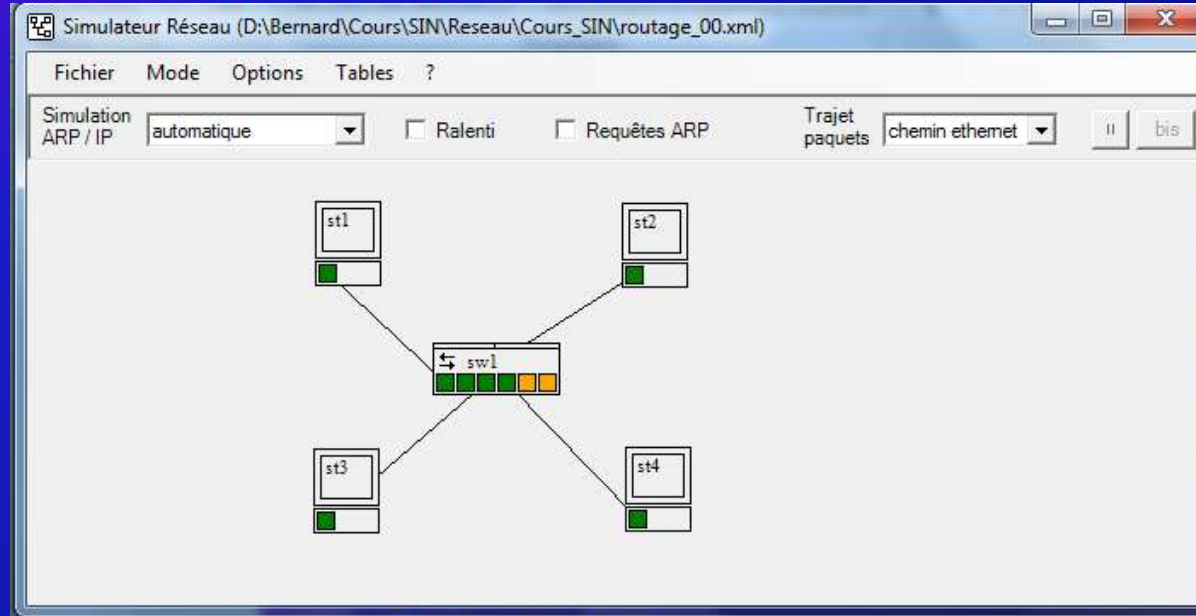 Simulateur Réseau (D:\Bernard\Cours\SIN\Reseau\Cours_SIN\routage_00.xml)
Fichier Mode Options Tables ?
Simulation ARP / IP automatique Ralenti Requêtes ARP Trajet paquets chemin ethernet bis
st1 st2
sw1
st3 st4